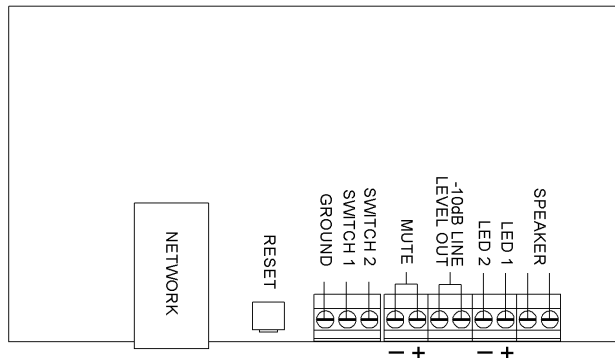 NETWORK
RESET
GROUND
SWITCH 1
SWITCH 2
MUTE
-10dB LINE
LEVEL OUT
LED 2
LED 1
SPEAKER
− +
− +